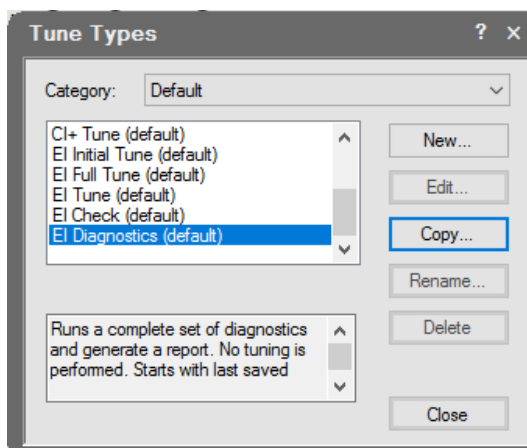 Tune Types
? ×
Category: Default
CI+ Tune (default)
EI Initial Tune (default)
EI Full Tune (default)
EI Tune (default)
EI Check (default)
EI Diagnostics (default)
New...
Edit...
Copy...
Rename...
Delete
Runs a complete set of diagnostics
and generate a report. No tuning is
performed. Starts with last saved
Close